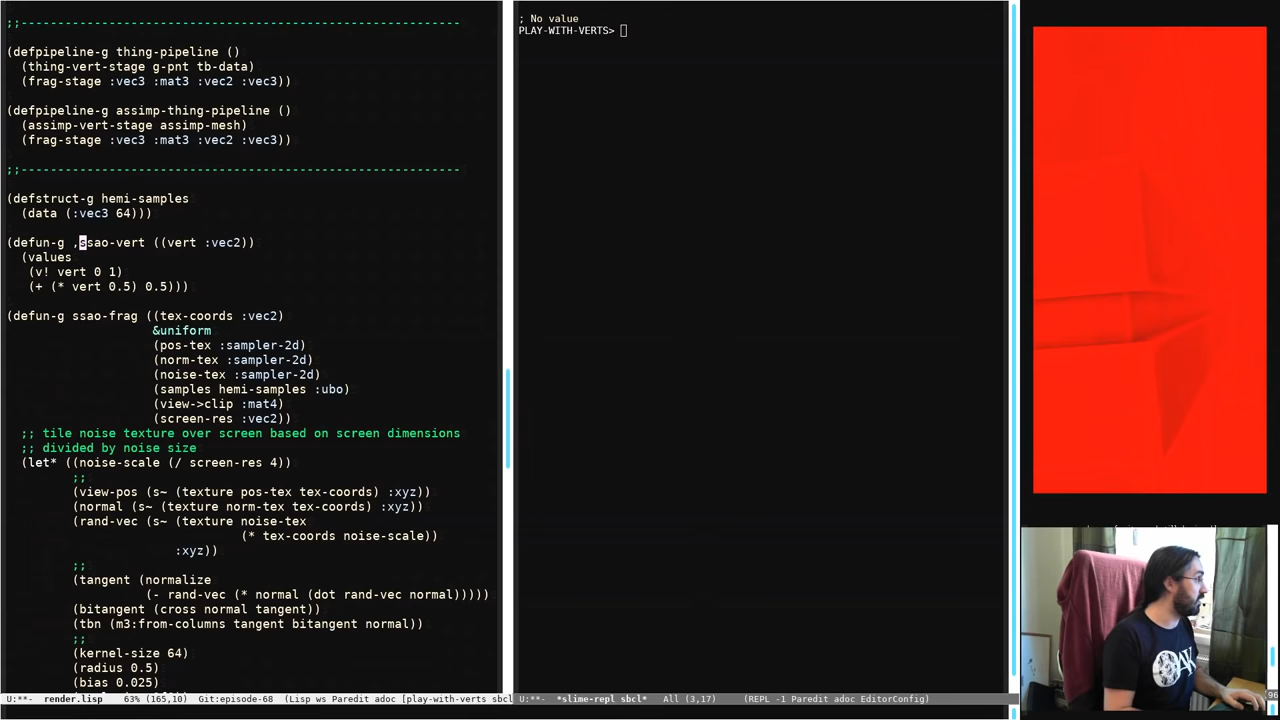 ;;------------------------------------------------------------
(defpipeline-g thing-pipeline ()
  (thing-vert-stage g-pnt tb-data)
  (frag-stage :vec3 :mat3 :vec2 :vec3))
(defpipeline-g assimp-thing-pipeline ()
  (assimp-vert-stage assimp-mesh)
  (frag-stage :vec3 :mat3 :vec2 :vec3))
;;------------------------------------------------------------
(defstruct-g hemi-samples
  (data (:vec3 64)))
(defun-g ,ssao-vert ((vert :vec2))
  (values
   (v! vert 0 1)
   (+ (* vert 0.5) 0.5)))
(defun-g ssao-frag ((tex-coords :vec2)
                    &uniform
                    (pos-tex :sampler-2d)
                    (norm-tex :sampler-2d)
                    (noise-tex :sampler-2d)
                    (samples hemi-samples :ubo)
                    (view->clip :mat4)
                    (screen-res :vec2))
  ;; tile noise texture over screen based on screen dimensions
  ;; divided by noise size
  (let* ((noise-scale (/ screen-res 4))
         ;;
         (view-pos (s~ (texture pos-tex tex-coords) :xyz))
         (normal (s~ (texture norm-tex tex-coords) :xyz))
         (rand-vec (s~ (texture noise-tex
                                (* tex-coords noise-scale))
                       :xyz))
         ;;
         (tangent (normalize
                   (- rand-vec (* normal (dot rand-vec normal)))))
         (bitangent (cross normal tangent))
         (tbn (m3:from-columns tangent bitangent normal))
         ;;
         (kernel-size 64)
         (radius 0.5)
         (bias 0.025)
U:**-  render.lisp    63% (165,10)  Git:episode-68  (Lisp ws Paredit adoc [play-with-verts sbcl
; No value
PLAY-WITH-VERTS>
U:**-  *slime-repl sbcl*   All (3,17)     (REPL -1 Paredit adoc EditorConfig)
OAK